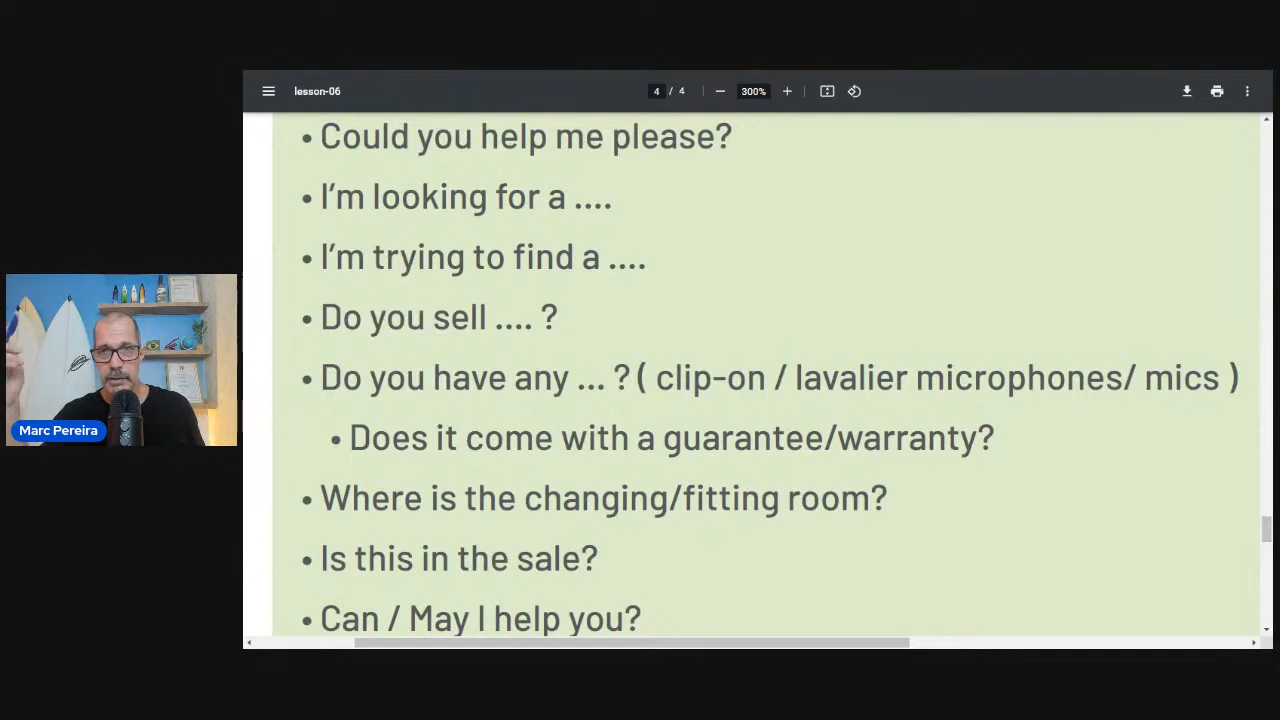 lesson-06
4 / 4
300%
• Could you help me please?
• I'm looking for a ....
• I'm trying to find a ....
• Do you sell .... ?
• Do you have any ... ? ( clip-on / lavalier microphones/ mics )
• Does it come with a guarantee/warranty?
• Where is the changing/fitting room?
• Is this in the sale?
• Can / May I help you?
Marc Pereira